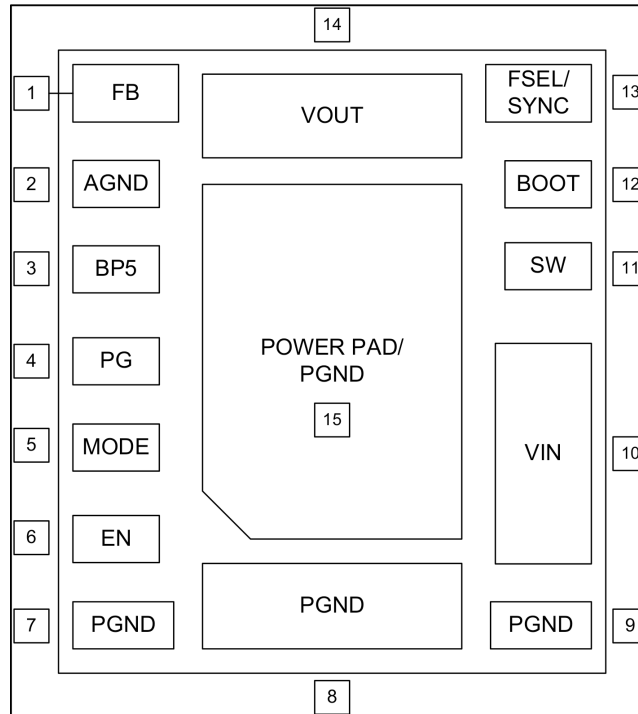 14
1
FB
VOUT
FSEL/
SYNC
13
2
AGND
BOOT
12
3
BP5
SW
11
POWER PAD/
PGND
15
4
PG
5
MODE
VIN
10
6
EN
7
PGND
PGND
PGND
9
8